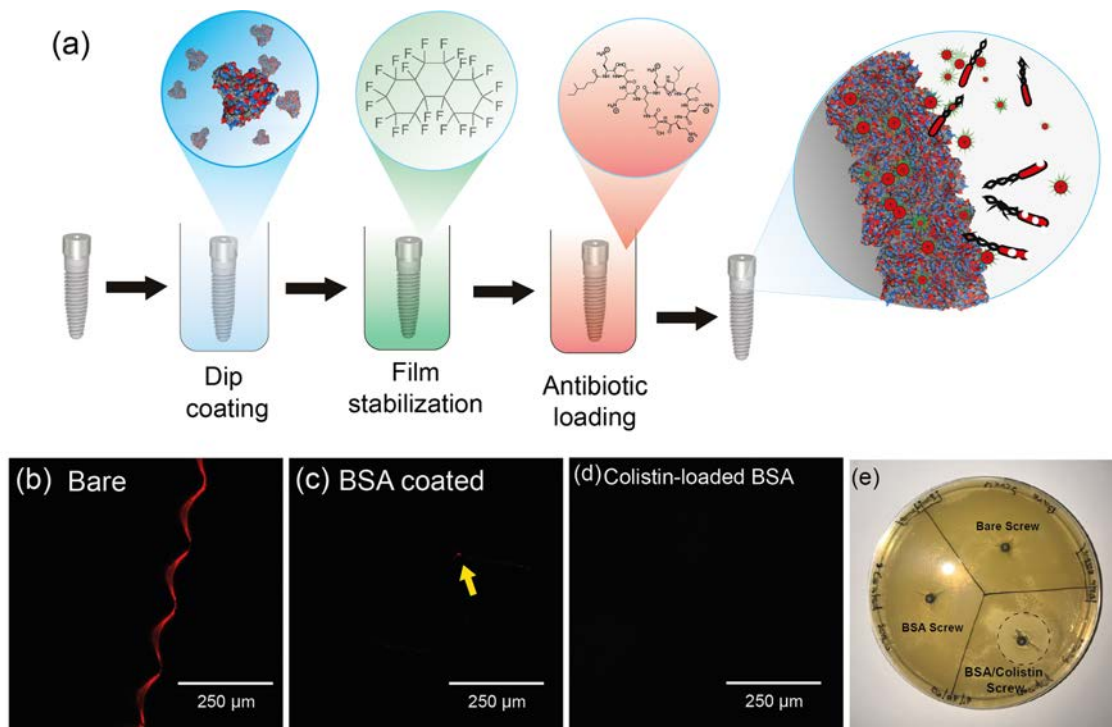 (a)
Dip
coating
Film
stabilization
Antibiotic
loading
(b) Bare
250 µm
(c) BSA coated
250 µm
(d) Colistin-loaded BSA
250 µm
(e)
Bare Screw
BSA Screw
BSA/Colistin
Screw